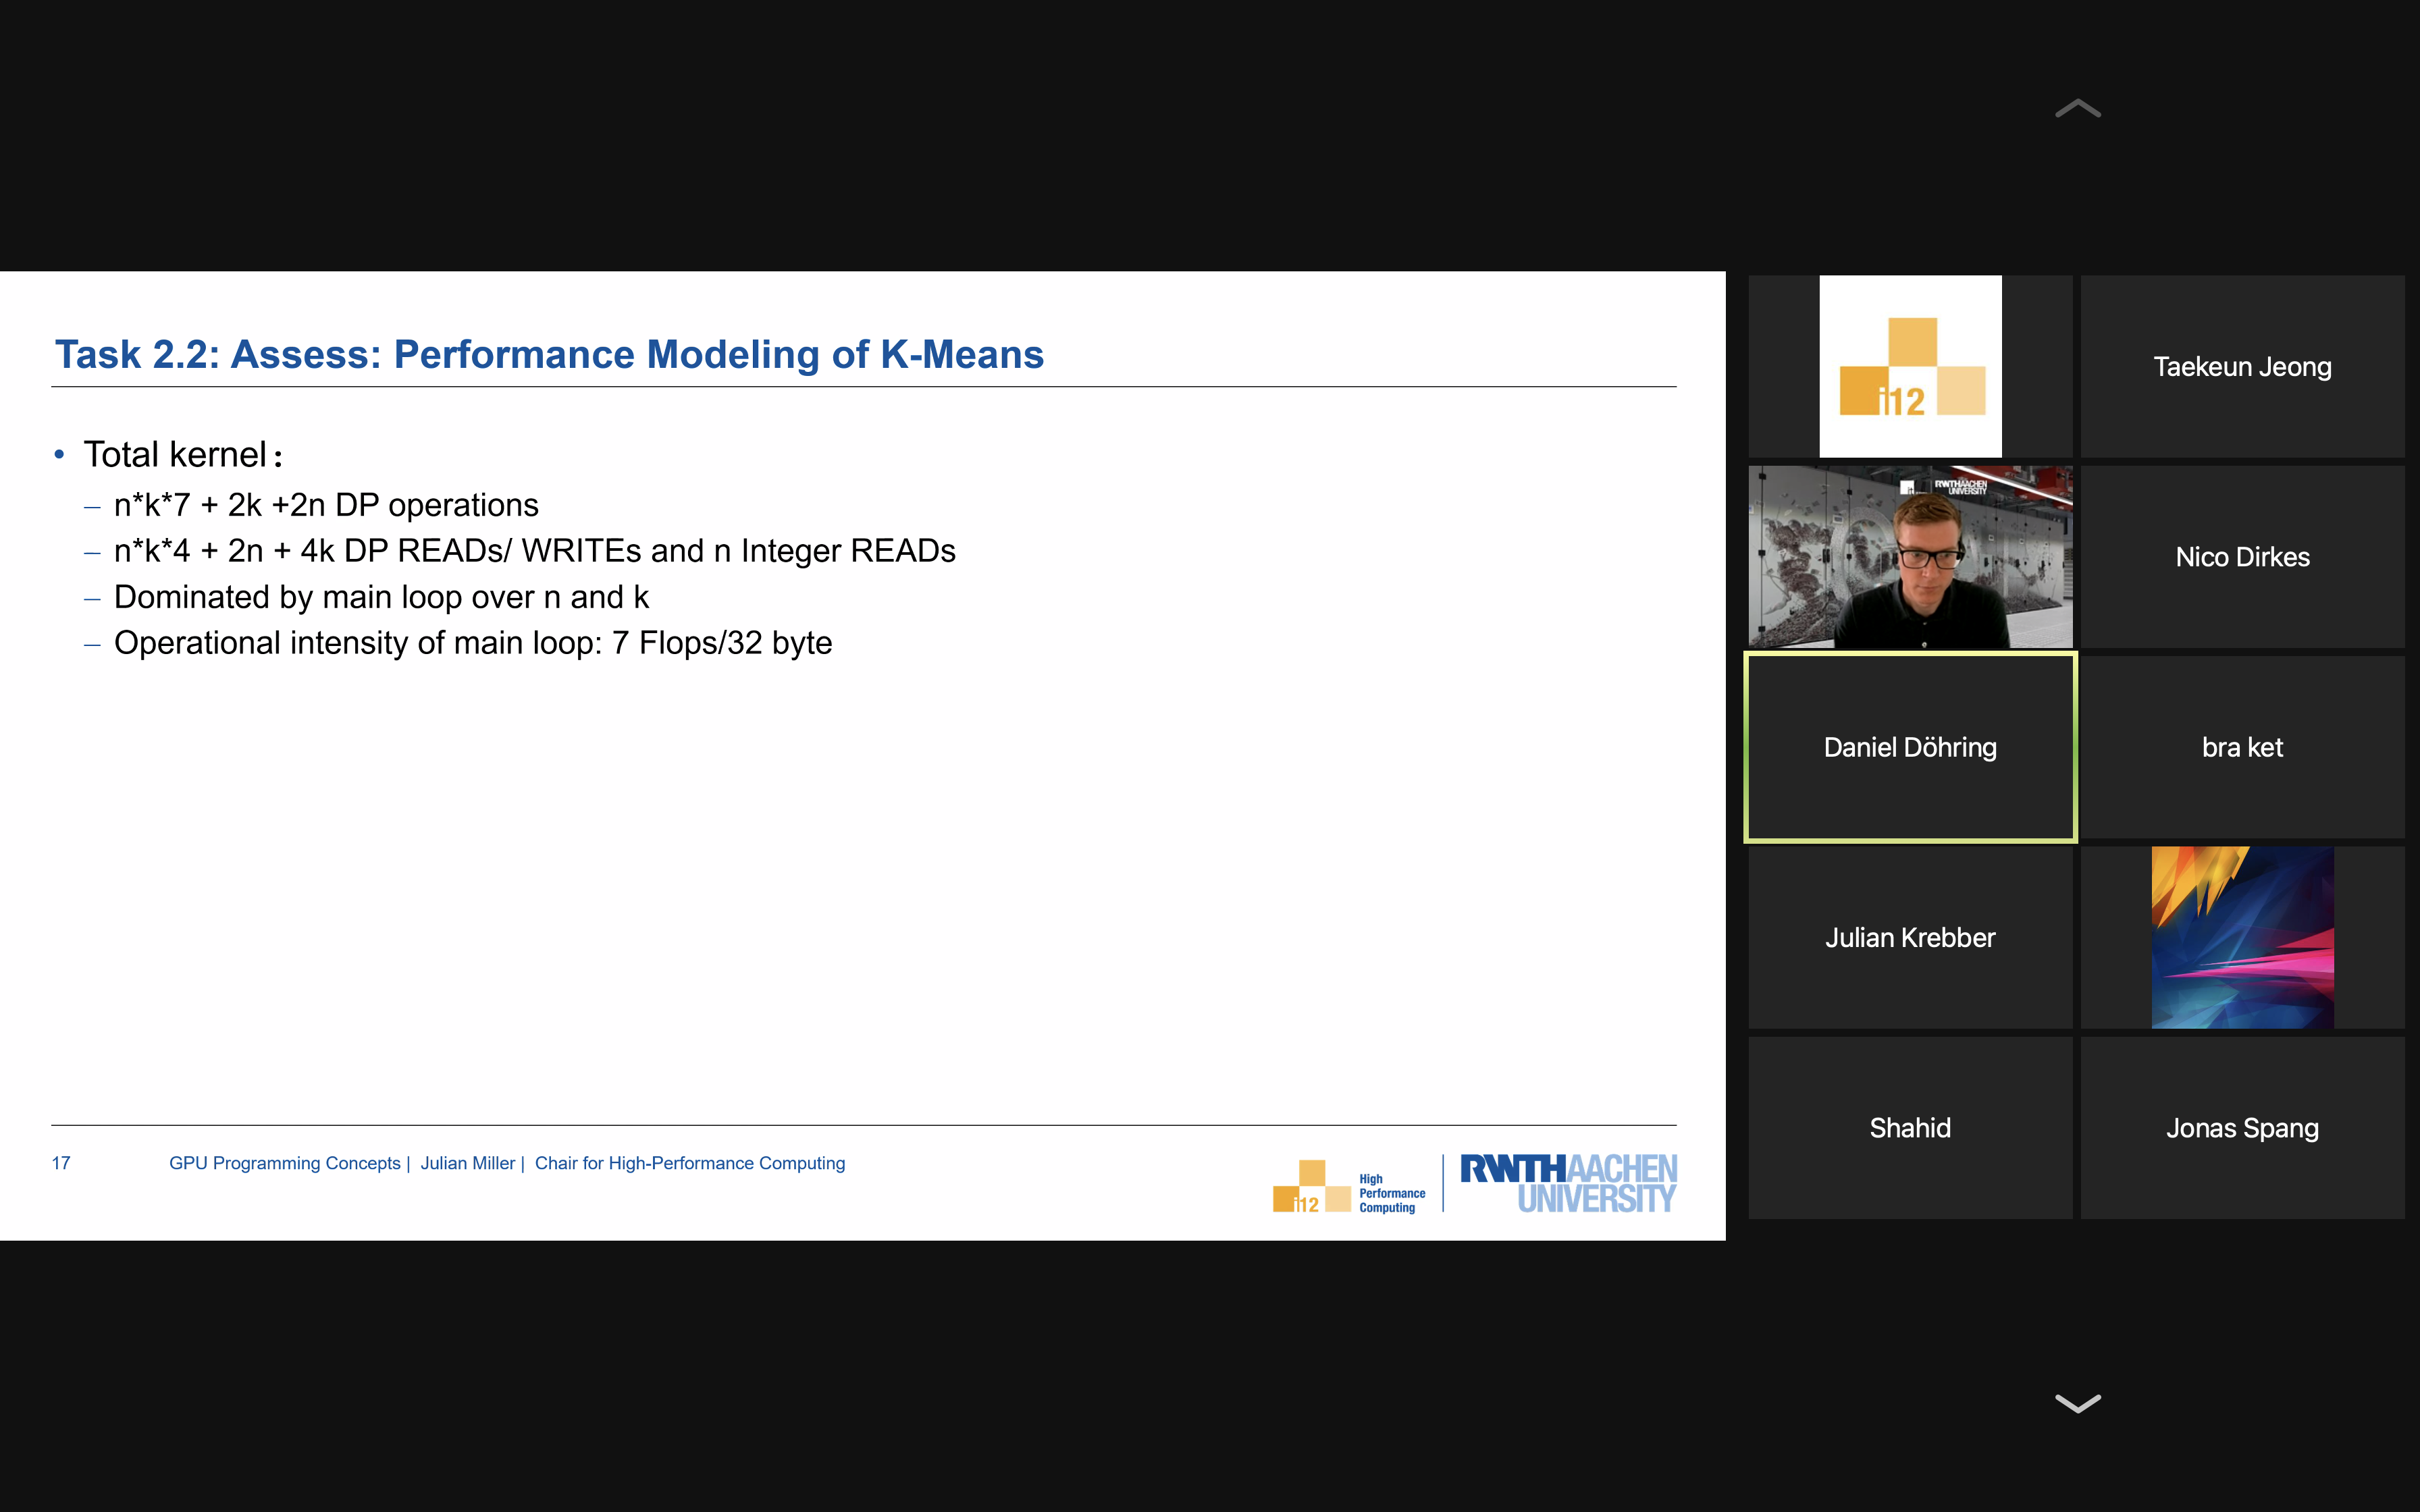 Task 2.2: Assess: Performance Modeling of K-Means
• Total kernel:
– n*k*7 + 2k +2n DP operations
– n*k*4 + 2n + 4k DP READs/ WRITEs and n Integer READs
– Dominated by main loop over n and k
– Operational intensity of main loop: 7 Flops/32 byte
17 GPU Programming Concepts | Julian Miller | Chair for High-Performance Computing
i12
High
Performance
Computing
RWTHAACHEN
UNIVERSITY
i12
Taekeun Jeong
RWTHAACHEN
UNIVERSITY
Nico Dirkes
Daniel Döhring
bra ket
Julian Krebber
Shahid
Jonas Spang